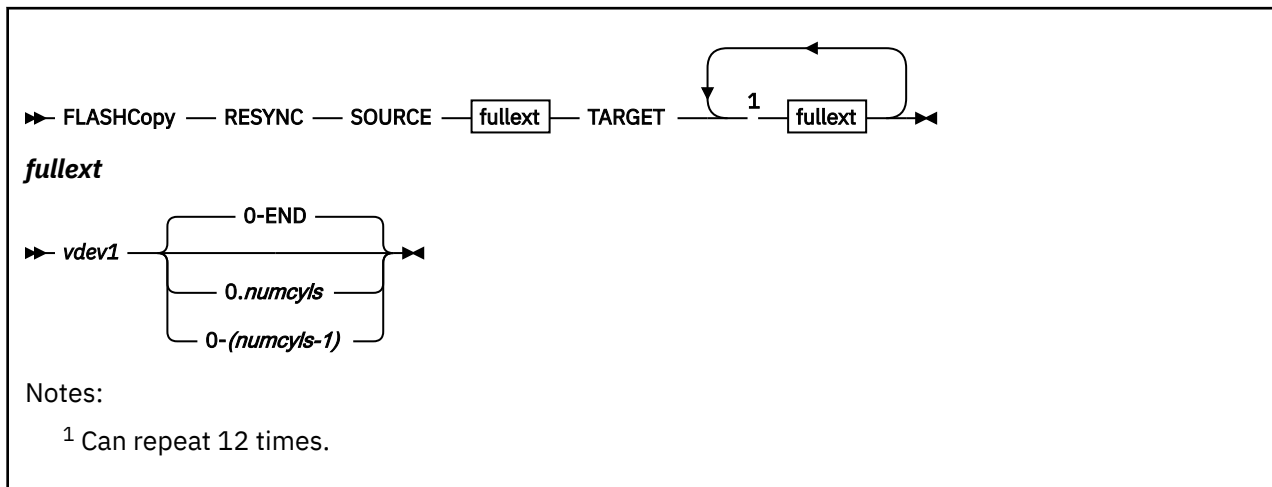 1
FLASHCopy RESYNC SOURCE fullext TARGET fullext
fullext
0-END
vdev1
0.numcyls
0-(numcyls-1)
Notes:
1 Can repeat 12 times.